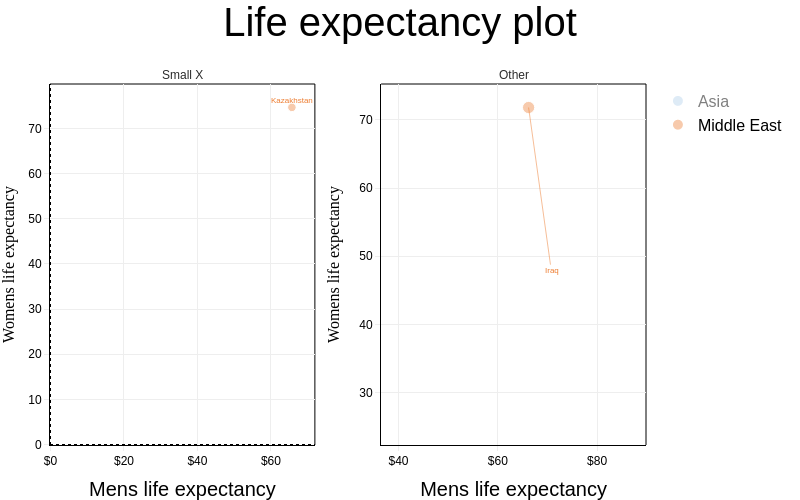 Life expectancy plot
Small X
Other
Asia
Middle East
Kazakhstan
Iraq
Womens life expectancy
70
60
50
40
30
20
10
0
$0
$20
$40
$60
Mens life expectancy
Womens life expectancy
70
60
50
40
30
$40
$60
$80
Mens life expectancy